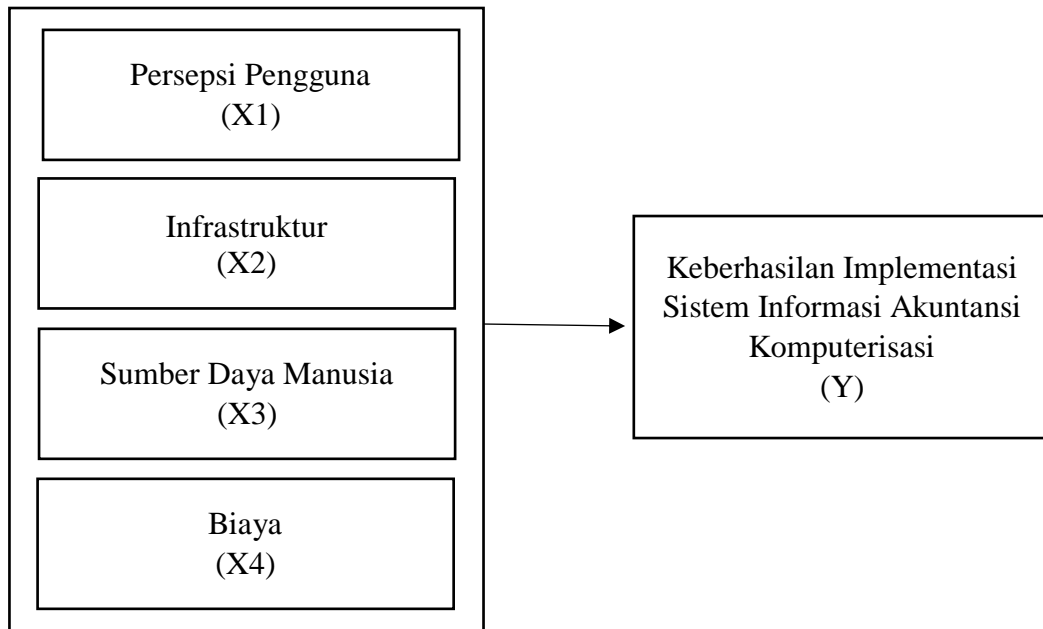 Persepsi Pengguna
(X1)
Infrastruktur
(X2)
Sumber Daya Manusia
(X3)
Biaya
(X4)
Keberhasilan Implementasi
Sistem Informasi Akuntansi
Komputerisasi
(Y)